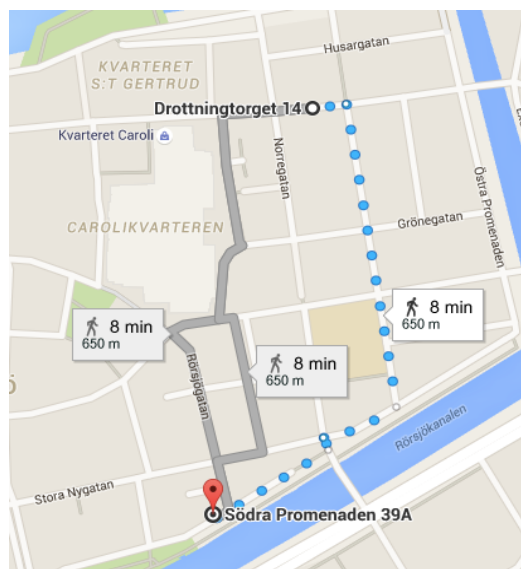 Husargatan
KVARTERET
S:T GERTRUD
Drottningtorget 14
Kvarteret Caroli
Norregatan
Östra Promenaden
CAROLIKVARTEREN
Grönegatan
8 min
650 m
8 min
650 m
8 min
650 m
Rörsjögatan
Rörsjökanalen
Stora Nygatan
Södra Promenaden 39A